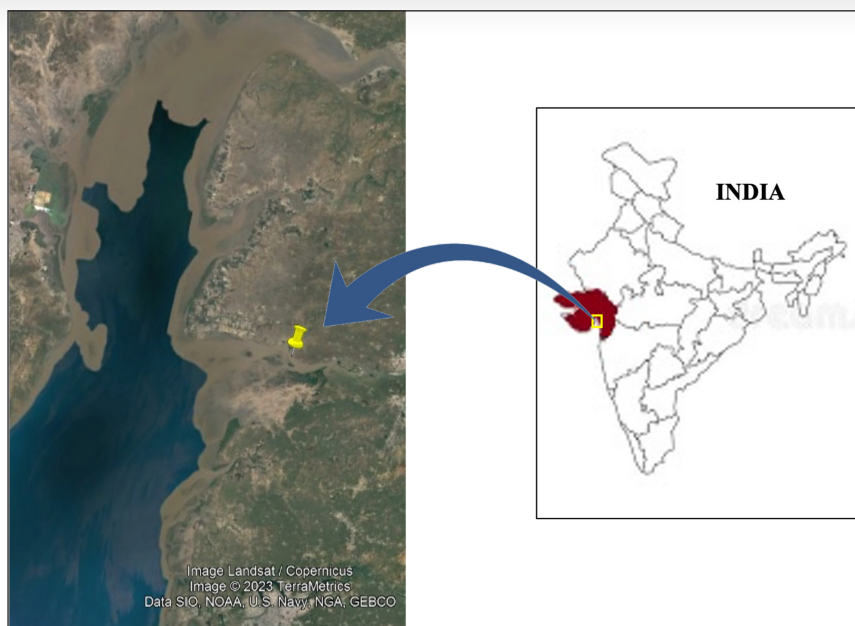 INDIA
Image Landsat / Copernicus
Image © 2023 TerraMetrics
Data SIO, NOAA, U.S. Navy, NGA, GEBCO